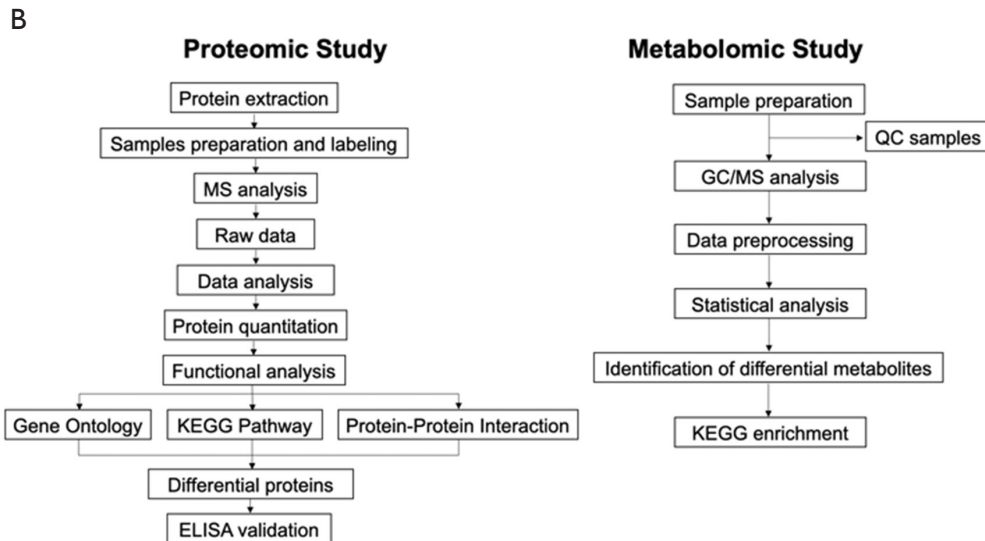 B
Proteomic Study
Protein extraction
Samples preparation and labeling
MS analysis
Raw data
Data analysis
Protein quantitation
Functional analysis
Gene Ontology
KEGG Pathway
Protein-Protein Interaction
Differential proteins
ELISA validation
Metabolomic Study
Sample preparation
QC samples
GC/MS analysis
Data preprocessing
Statistical analysis
Identification of differential metabolites
KEGG enrichment